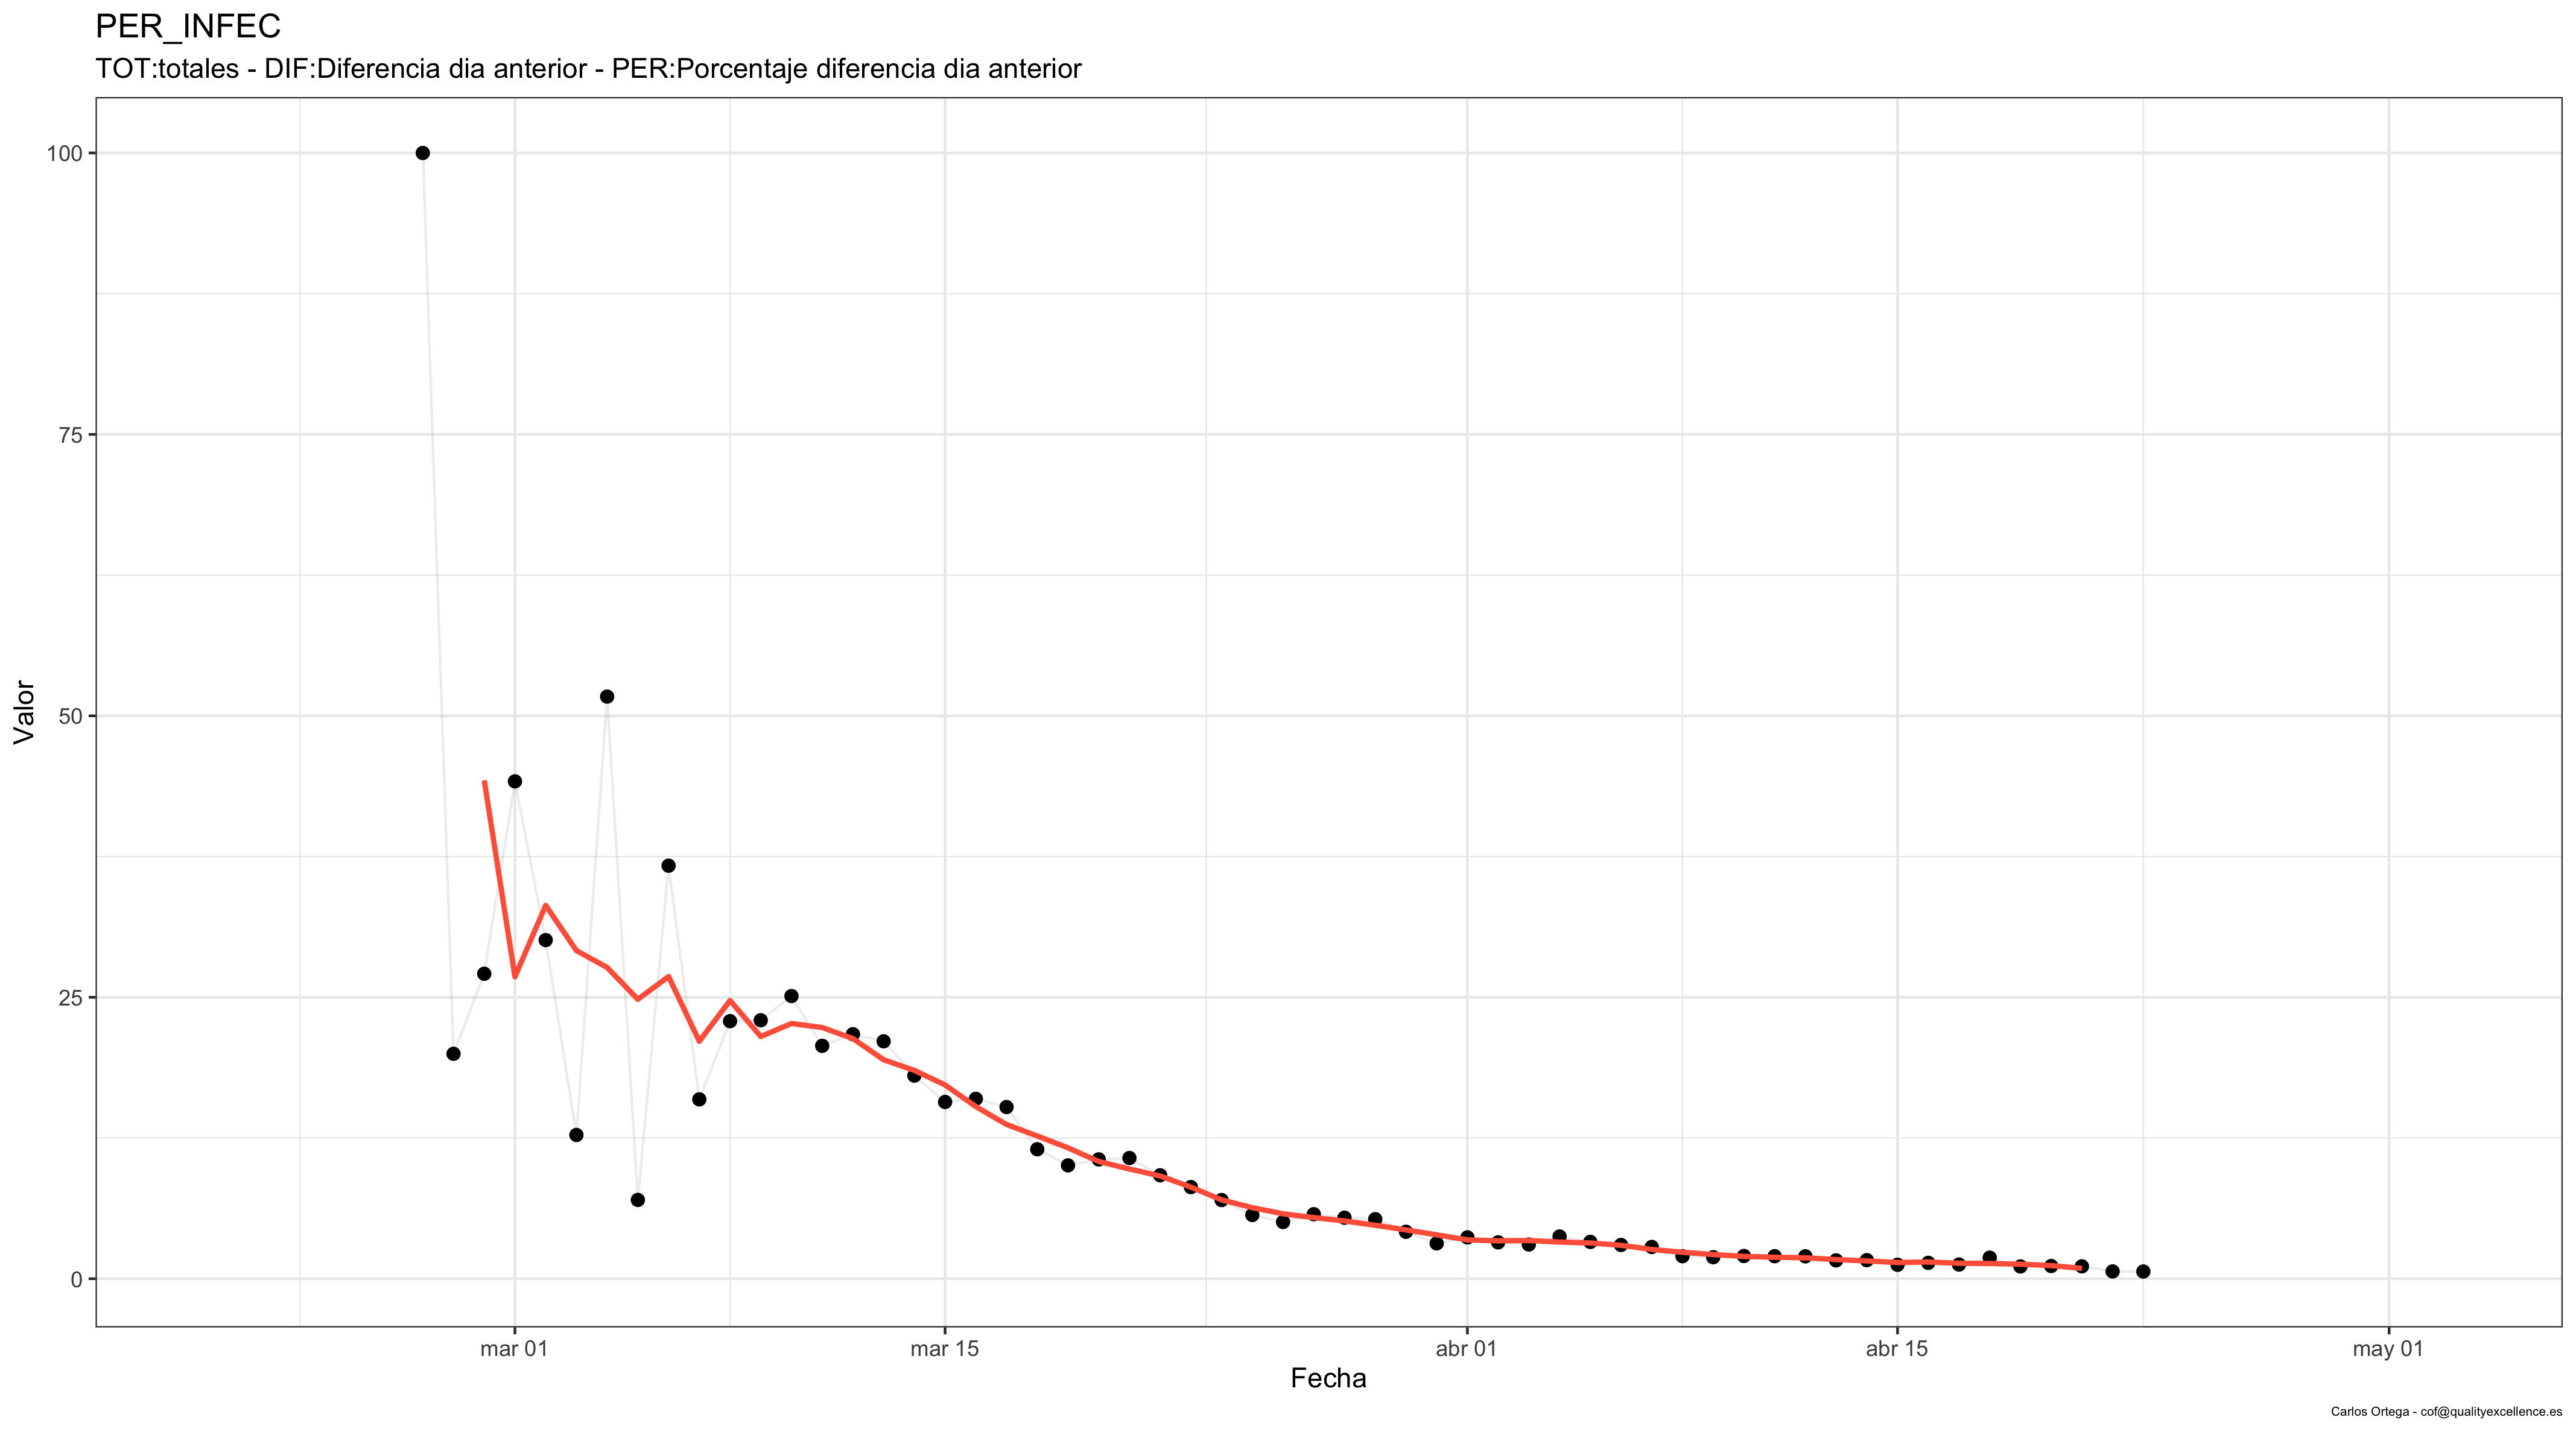 PER_INFEC
TOT:totales - DIF:Diferencia dia anterior - PER:Porcentaje diferencia dia anterior
100
75
50
25
0
Valor
mar 01
mar 15
abr 01
abr 15
may 01
Fecha
Carlos Ortega - cof@qualityexcellence.es